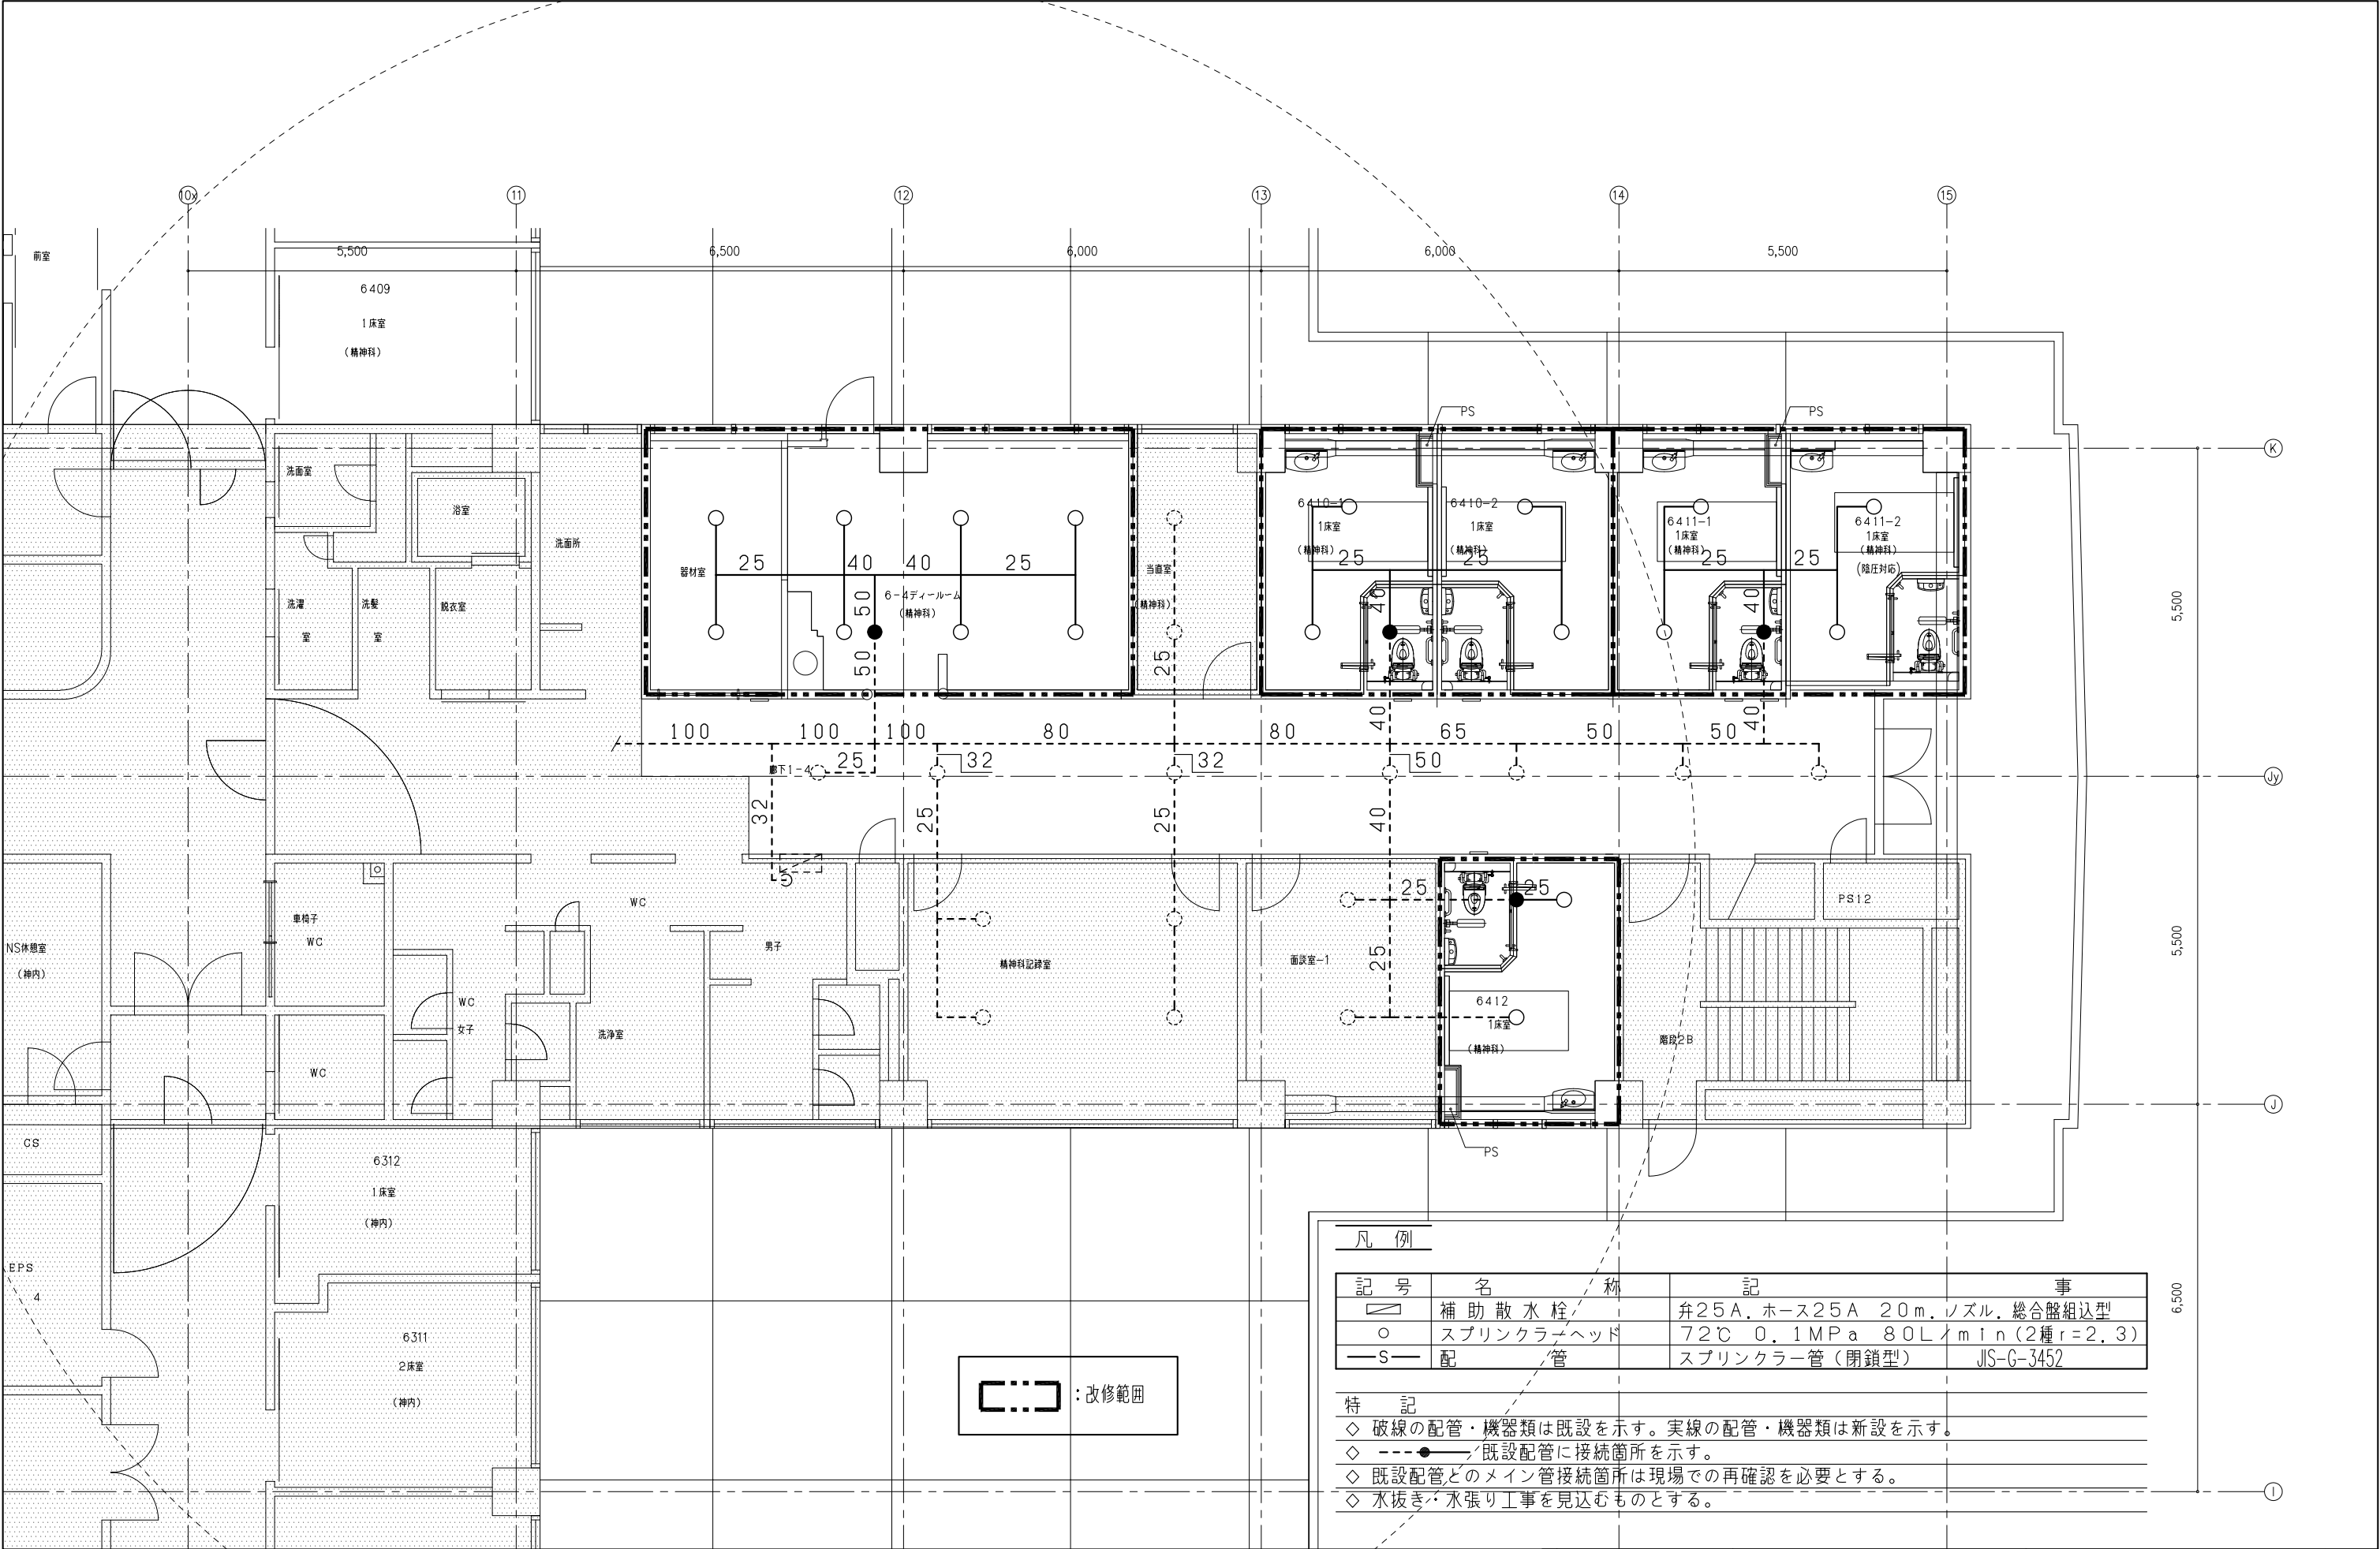 10x
11
12
13
14
15
5,500
6,500
6,000
6,000
5,500
前室
6409
1床室
(精神科)
PS
PS
K
洗面室
浴室
洗面所
洗濯
室
洗髪
室
脱衣室
器材室
25
40
40
25
6-4デイールーム
(精神科)
50
50
当直室
(精神科)
25
6410-1
1床室
(精神科)
6410-2
1床室
(精神科)
25
25
40
40
6411-1
1床室
(精神科)
6411-2
1床室
(精神科)
(陰圧対応)
25
25
40
40
5,500
100
100
100
80
80
65
50
50
廊下1-4
25
32
32
50
Jy
32
25
25
40
25
25
25
車椅子
WC
WC
男子
WC
女子
WC
洗浄室
NS休憩室
(神内)
精神科記録室
面談室-1
6412
1床室
(精神科)
PS12
階段2B
5,500
J
PS
CS
6312
1床室
(神内)
EPS
4
6311
2床室
(神内)
6,500
I
:改修範囲
凡 例
記 号 名 称 記 事
補 助 散 水 栓 弁25A.ホース25A 20m.ノズル.総合盤組込型
スプリンクラーヘッド 72℃ 0.1MPa 80L/min(2種r=2.3)
S 配 管 スプリンクラー管(閉鎖型) JIS-G-3452
特 記
◇ 破線の配管・機器類は既設を示す。実線の配管・機器類は新設を示す。
◇ 既設配管に接続箇所を示す。
◇ 既設配管とのメイン管接続箇所は現場での再確認を必要とする。
◇ 水抜き・水張り工事を見込むものとする。